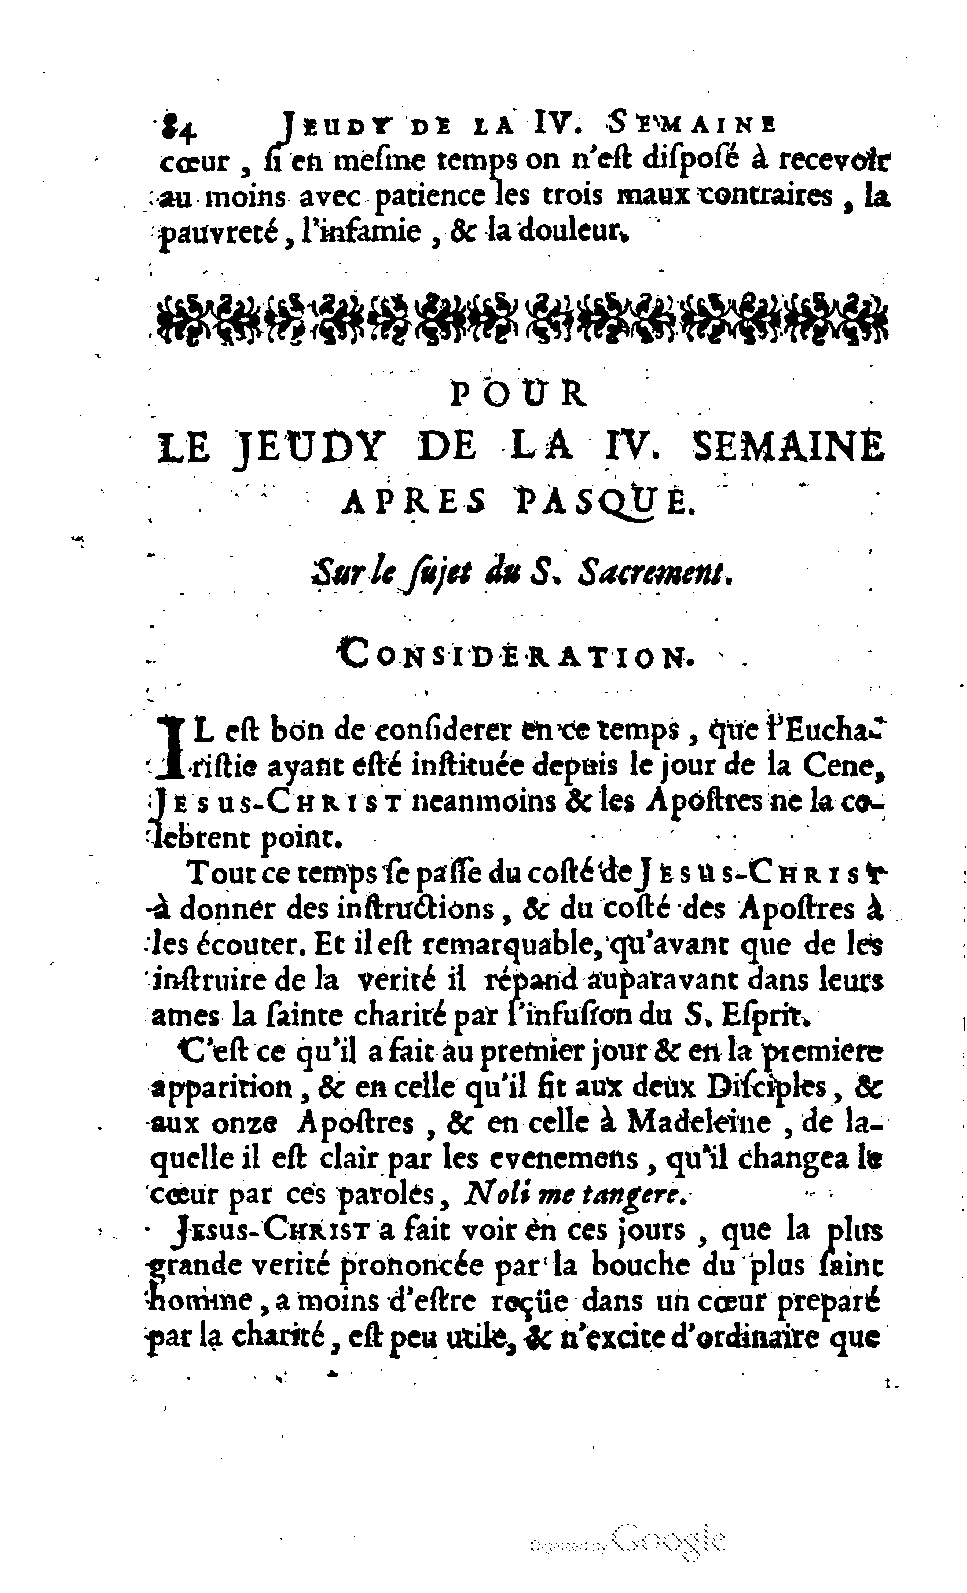 84 JEUDY DE LA IV. SEMAINE
cœur, ſi en meſme temps on n'eſt diſpoſé à recevoir
au moins avec patience les trois maux contraires, la
pauvreté, l'infamie, & la douleur.
POUR
LE JEUDY DE LA IV. SEMAINE
APRES PASQUE.
Sur le ſujet du S. Sacrement.
CONSIDERATION.
IL eſt bon de conſiderer en ce temps, que l'Eucha-
riſtie ayant eſté inſtituée depuis le jour de la Cene,
JESUS-CHRIST neanmoins & les Apoſtres ne la ce-
lebrent point.
Tout ce temps ſe paſſe du coſté de JESUS-CHRIST
à donner des inſtructions, & du coſté des Apoſtres à
les écouter. Et il eſt remarquable, qu'avant que de les
inſtruire de la verité il répand auparavant dans leurs
ames la ſainte charité par l'infuſion du S. Eſprit.
C'eſt ce qu'il a fait au premier jour & en la premiere
apparition, & en celle qu'il fit aux deux Diſciples, &
aux onze Apoſtres, & en celle à Madeleine, de la-
quelle il eſt clair par les evenemens, qu'il changea le
cœur par ces paroles, Noli me tangere.
JESUS-CHRIST a fait voir en ces jours, que la plus
grande verité prononcée par la bouche du plus ſaint
homme, a moins d'eſtre reçûe dans un cœur preparé
par la charité, eſt peu utile, & n'excite d'ordinaire que
Digitized by Google